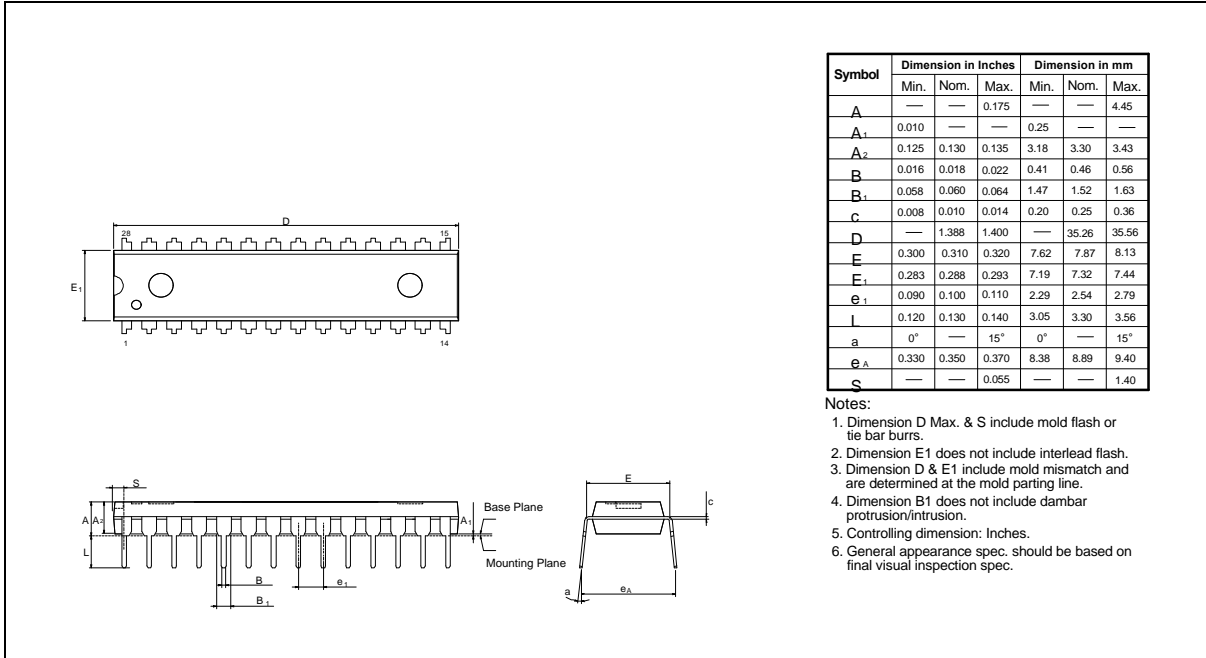 D
28 15
E1
1 14
S
A A2 A1 Base Plane
L Mounting Plane
B e1
B1
E
c
a eA
Symbol Dimension in Inches Dimension in mm
Min. Nom. Max. Min. Nom. Max.
A — — 0.175 — — 4.45
A1 0.010 — — 0.25 — —
A2 0.125 0.130 0.135 3.18 3.30 3.43
B 0.016 0.018 0.022 0.41 0.46 0.56
B1 0.058 0.060 0.064 1.47 1.52 1.63
c 0.008 0.010 0.014 0.20 0.25 0.36
D — 1.388 1.400 — 35.26 35.56
E 0.300 0.310 0.320 7.62 7.87 8.13
E1 0.283 0.288 0.293 7.19 7.32 7.44
e1 0.090 0.100 0.110 2.29 2.54 2.79
L 0.120 0.130 0.140 3.05 3.30 3.56
a 0° — 15° 0° — 15°
eA 0.330 0.350 0.370 8.38 8.89 9.40
S — — 0.055 — — 1.40
Notes:
1. Dimension D Max. & S include mold flash or
tie bar burrs.
2. Dimension E1 does not include interlead flash.
3. Dimension D & E1 include mold mismatch and
are determined at the mold parting line.
4. Dimension B1 does not include dambar
protrusion/intrusion.
5. Controlling dimension: Inches.
6. General appearance spec. should be based on
final visual inspection spec.